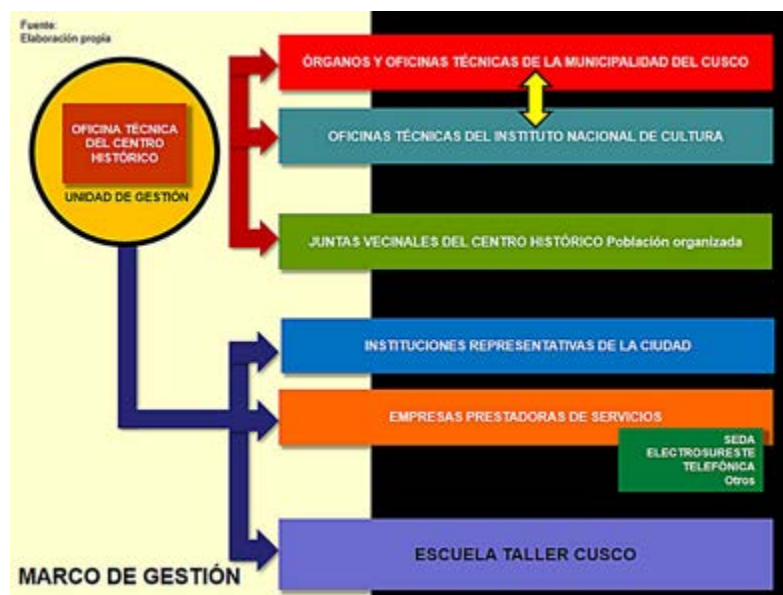 Fuente:
Elaboración propia
OFICINA TÉCNICA
DEL CENTRO
HISTÓRICO
UNIDAD DE GESTIÓN
ÓRGANOS Y OFICINAS TÉCNICAS DE LA MUNICIPALIDAD DEL CUSCO
OFICINAS TÉCNICAS DEL INSTITUTO NACIONAL DE CULTURA
JUNTAS VECINALES DEL CENTRO HISTÓRICO Población organizada
INSTITUCIONES REPRESENTATIVAS DE LA CIUDAD
EMPRESAS PRESTADORAS DE SERVICIOS
SEDA
ELECTROSURESTE
TELEFÓNICA
Otros
ESCUELA TALLER CUSCO
MARCO DE GESTIÓN